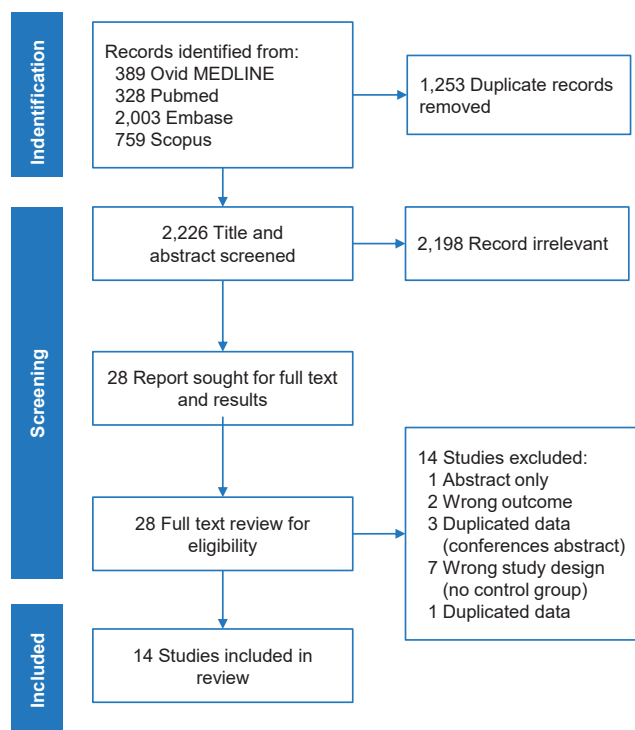 Indentification
Records identified from:
389 Ovid MEDLINE
328 Pubmed
2,003 Embase
759 Scopus
1,253 Duplicate records
removed
Screening
2,226 Title and
abstract screened
2,198 Record irrelevant
28 Report sought for full text
and results
28 Full text review for
eligibility
14 Studies excluded:
1 Abstract only
2 Wrong outcome
3 Duplicated data
(conferences abstract)
7 Wrong study design
(no control group)
1 Duplicated data
Included
14 Studies included in
review